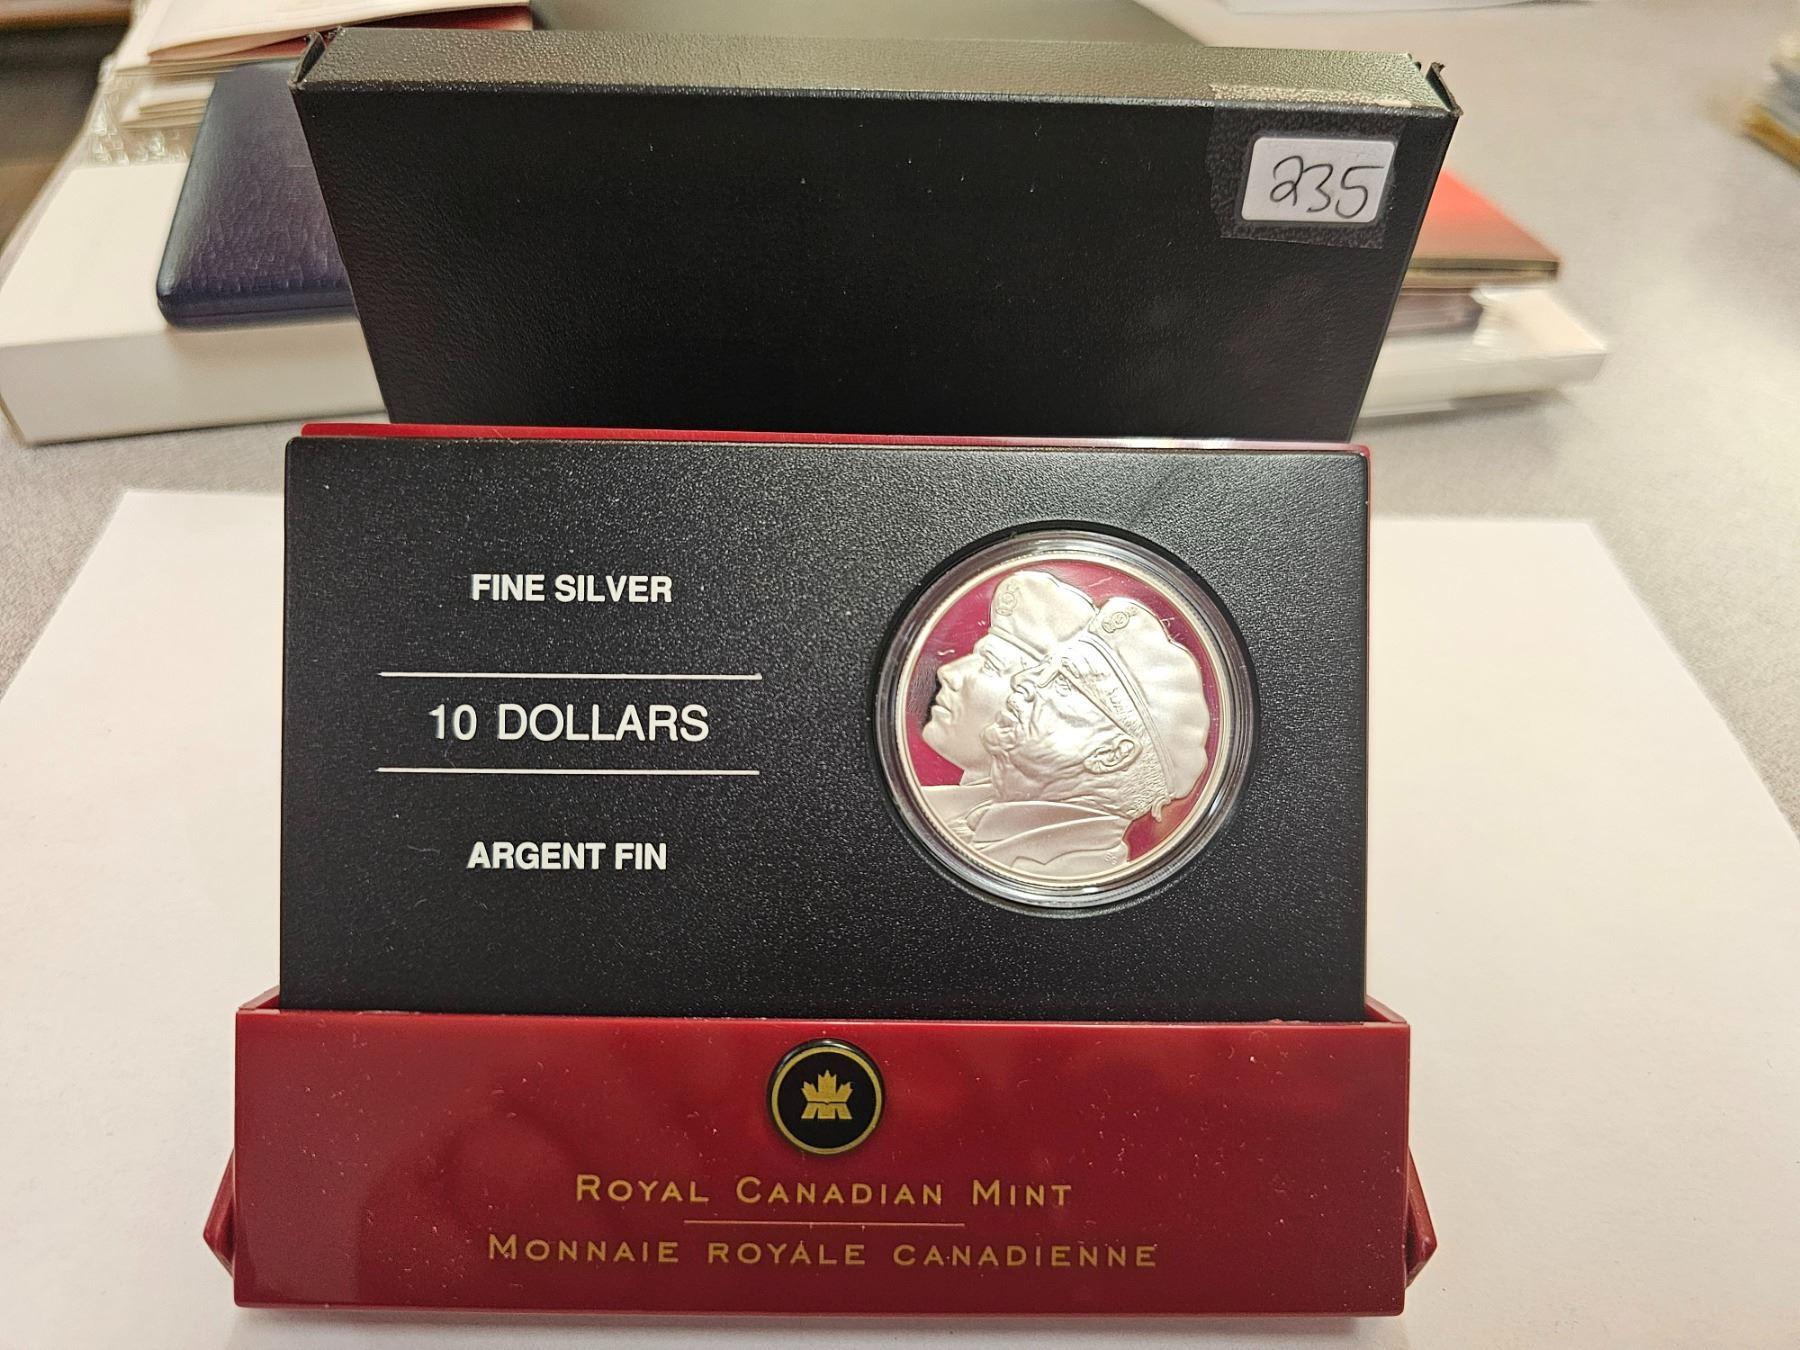 235
FINE SILVER
10 DOLLARS
ARGENT FIN
ROYAL CANADIAN MINT
MONNAIE ROYALE CANADIENNE